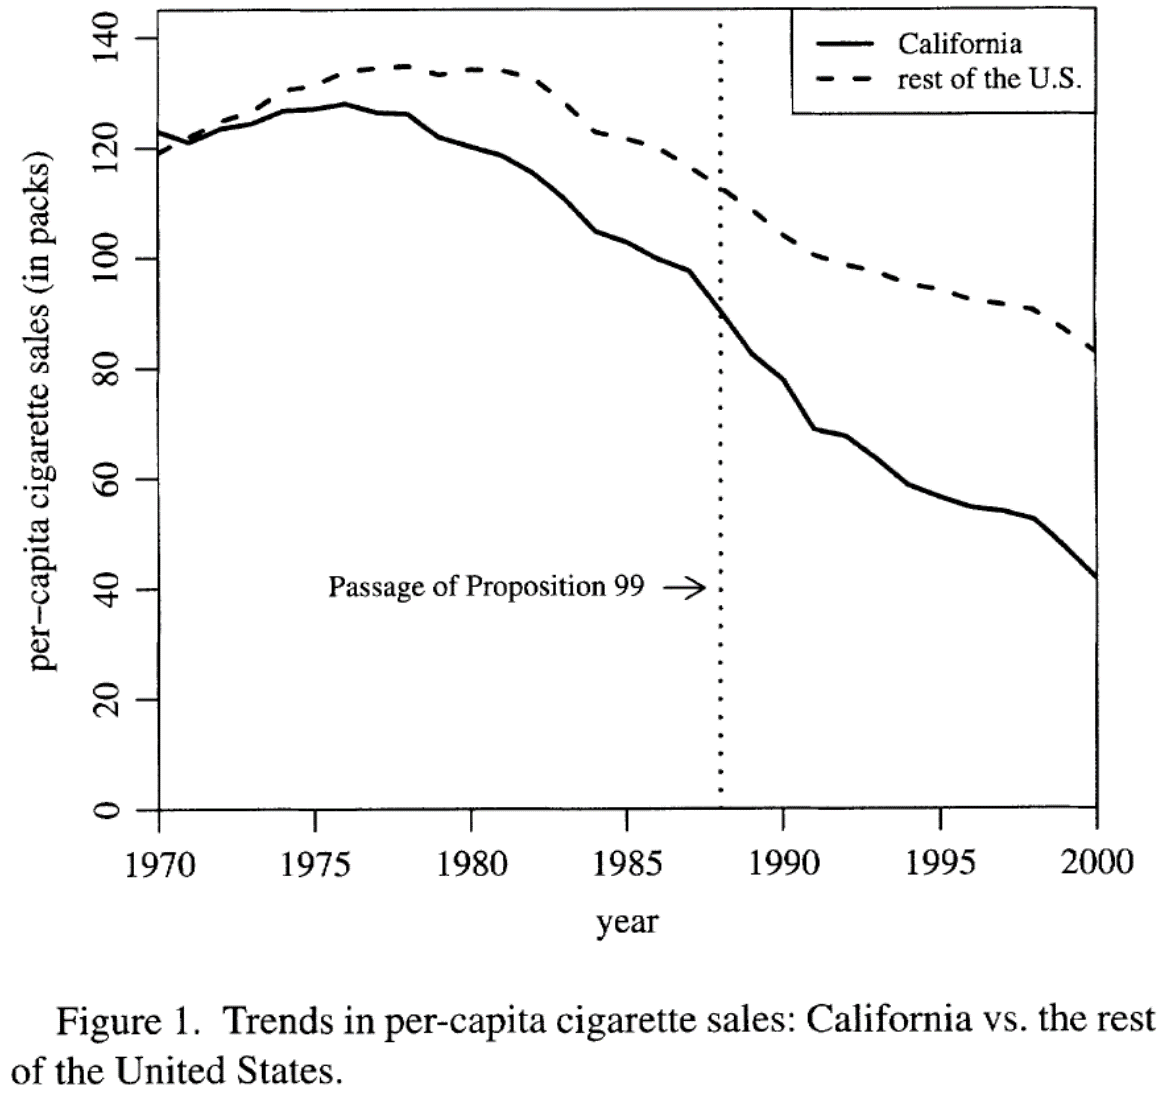 California
rest of the U.S.
per–capita cigarette sales (in packs)
140
120
100
80
60
40
20
0
Passage of Proposition 99 →
1970 1975 1980 1985 1990 1995 2000
year
Figure 1. Trends in per-capita cigarette sales: California vs. the rest
of the United States.